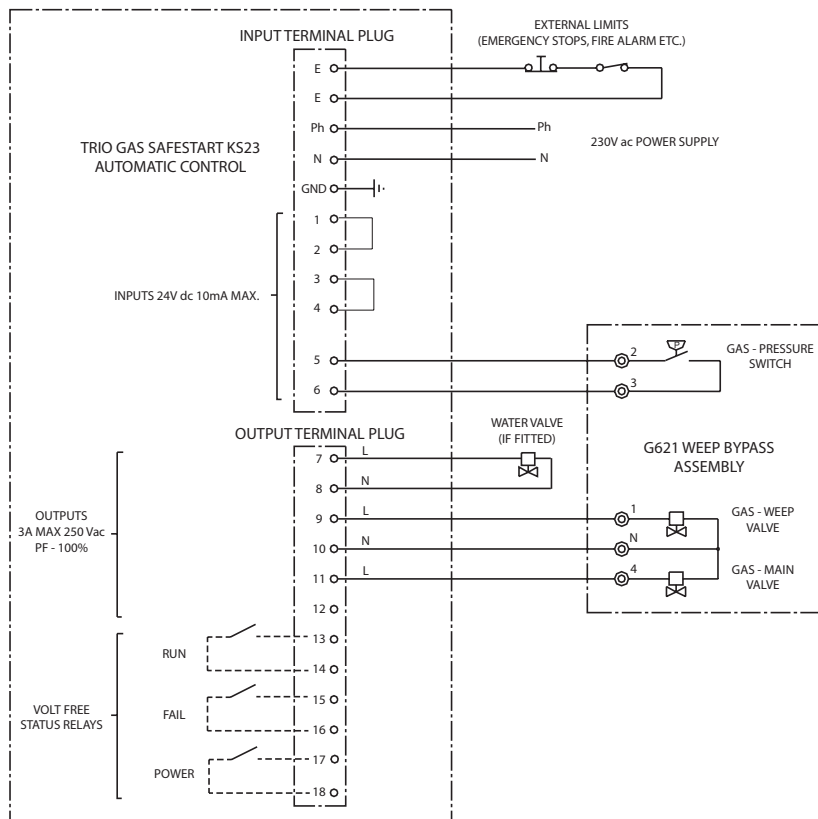 EXTERNAL LIMITS
(EMERGENCY STOPS, FIRE ALARM ETC.)
INPUT TERMINAL PLUG
E
E
TRIO GAS SAFESTART KS23
AUTOMATIC CONTROL
Ph
Ph
230V ac POWER SUPPLY
N
N
GND
1
2
3
INPUTS 24V dc 10mA MAX.
4
5
2
P
GAS - PRESSURE
SWITCH
6
3
OUTPUT TERMINAL PLUG
WATER VALVE
(IF FITTED)
G621 WEEP BYPASS
ASSEMBLY
7
L
8
N
OUTPUTS
3A MAX 250 Vac
PF - 100%
9
L
1
GAS - WEEP
VALVE
10
N
N
11
L
4
GAS - MAIN
VALVE
12
13
RUN
14
VOLT FREE
STATUS RELAYS
15
FAIL
16
17
POWER
18